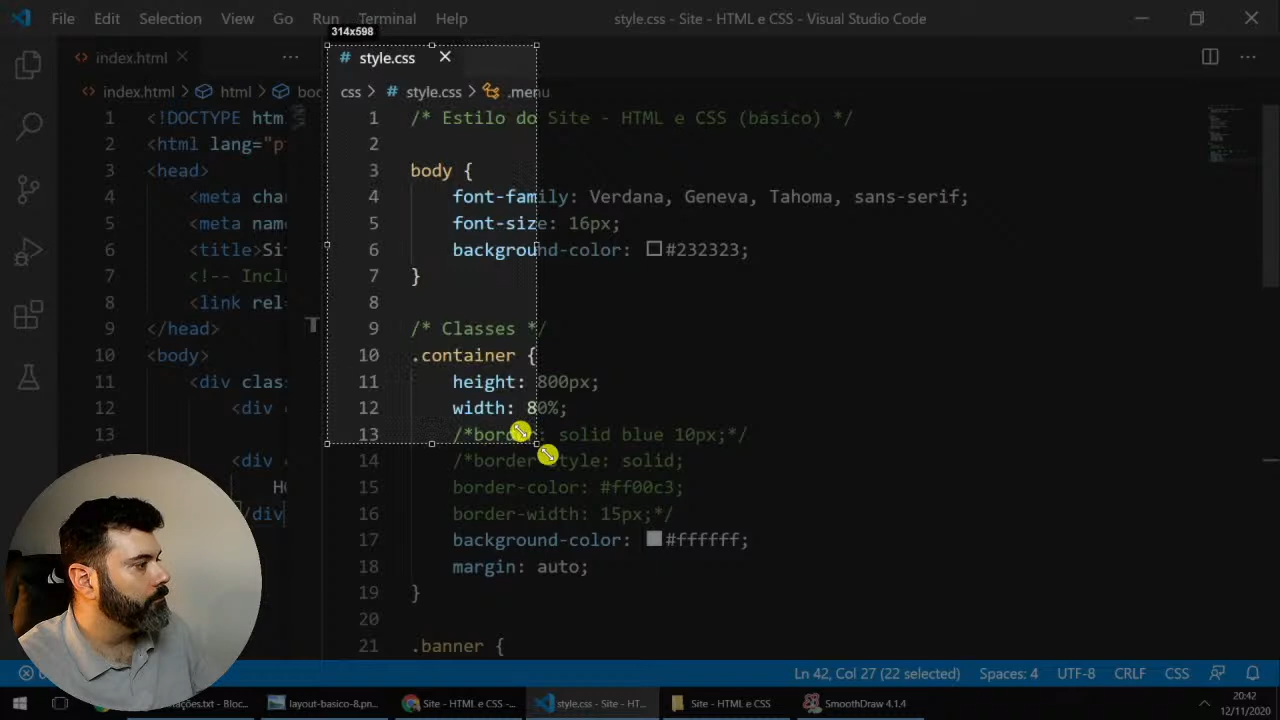 File Edit Selection View Go Run Terminal Help style.css - Site - HTML e CSS - Visual Studio Code
314x598
index.html
index.html > html >
1 <!DOCTYPE
2 <html lang=
3 <head>
4 <meta
5 <meta
6 <title>
7 <!--
8 <link
9 </head>
10 <body>
11 <div
12 <div
13
14 <div
# style.css
css > # style.css > .menu
1 /* Estilo do Site - HTML e CSS (básico) */
2
3 body {
4 font-family: Verdana, Geneva, Tahoma, sans-serif;
5 font-size: 16px;
6 background-color: #232323;
7 }
8
9 /* Classes */
10 .container {
11 height: 800px;
12 width: 80%;
13 /*border: solid blue 10px;*/
14 /*border-style: solid;
15 border-color: #ff00c3;
16 border-width: 15px;*/
17 background-color: #ffffff;
18 margin: auto;
19 }
20
21 .banner {
Ln 42, Col 27 (22 selected) Spaces: 4 UTF-8 CRLF CSS
layout-basico-8.pn... Site - HTML e CSS -... style.css - Site - HT... Site - HTML e CSS SmoothDraw 4.1.4
20:42
12/11/2020